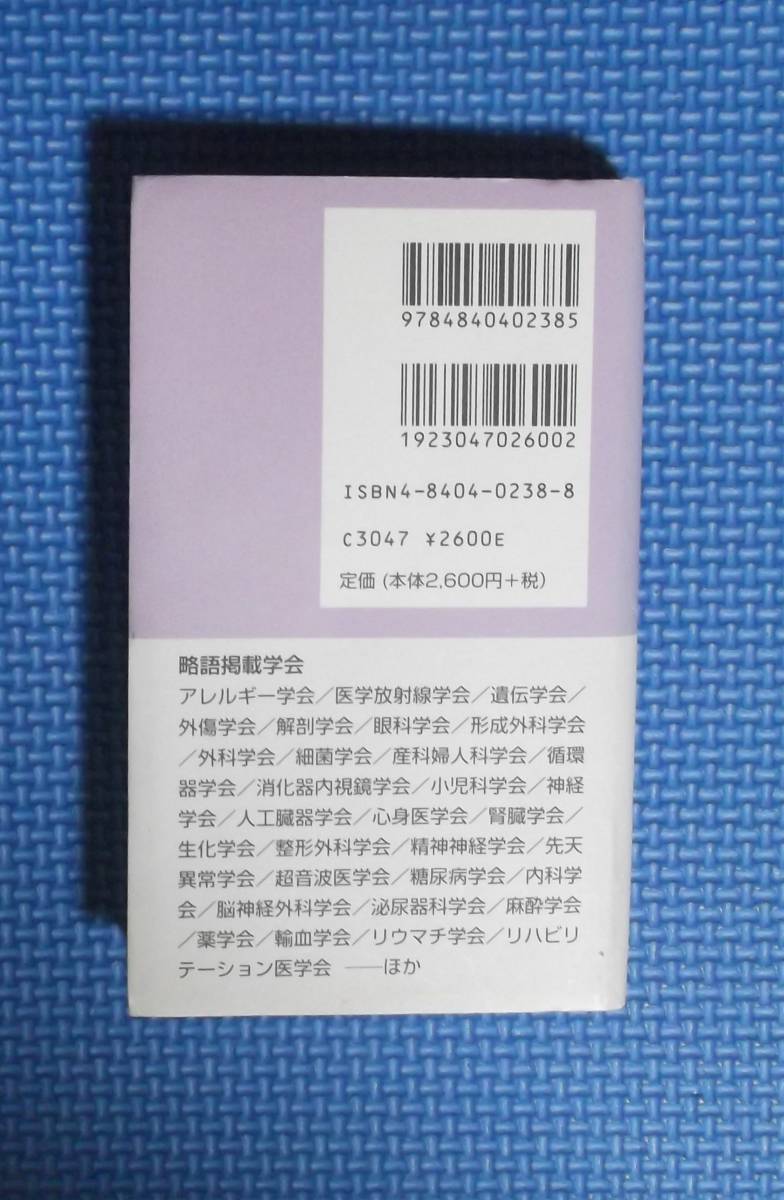 9784840402385
1923047026002
ISBN4-8404-0238-8
C3047 ¥2600E
定価 (本体2,600円+税)
略語掲載学会
アレルギー学会／医学放射線学会／遺伝学会／
外傷学会／解剖学会／眼科学会／形成外科学会
／外科学会／細菌学会／産科婦人科学会／循環
器学会／消化器内視鏡学会／小児科学会／神経
学会／人工臓器学会／心身医学会／腎臓学会／
生化学会／整形外科学会／精神神経学会／先天
異常学会／超音波医学会／糖尿病学会／内科学
会／脳神経外科学会／泌尿器科学会／麻酔学会
／薬学会／輸血学会／リウマチ学会／リハビリ
テーション医学会 ――ほか